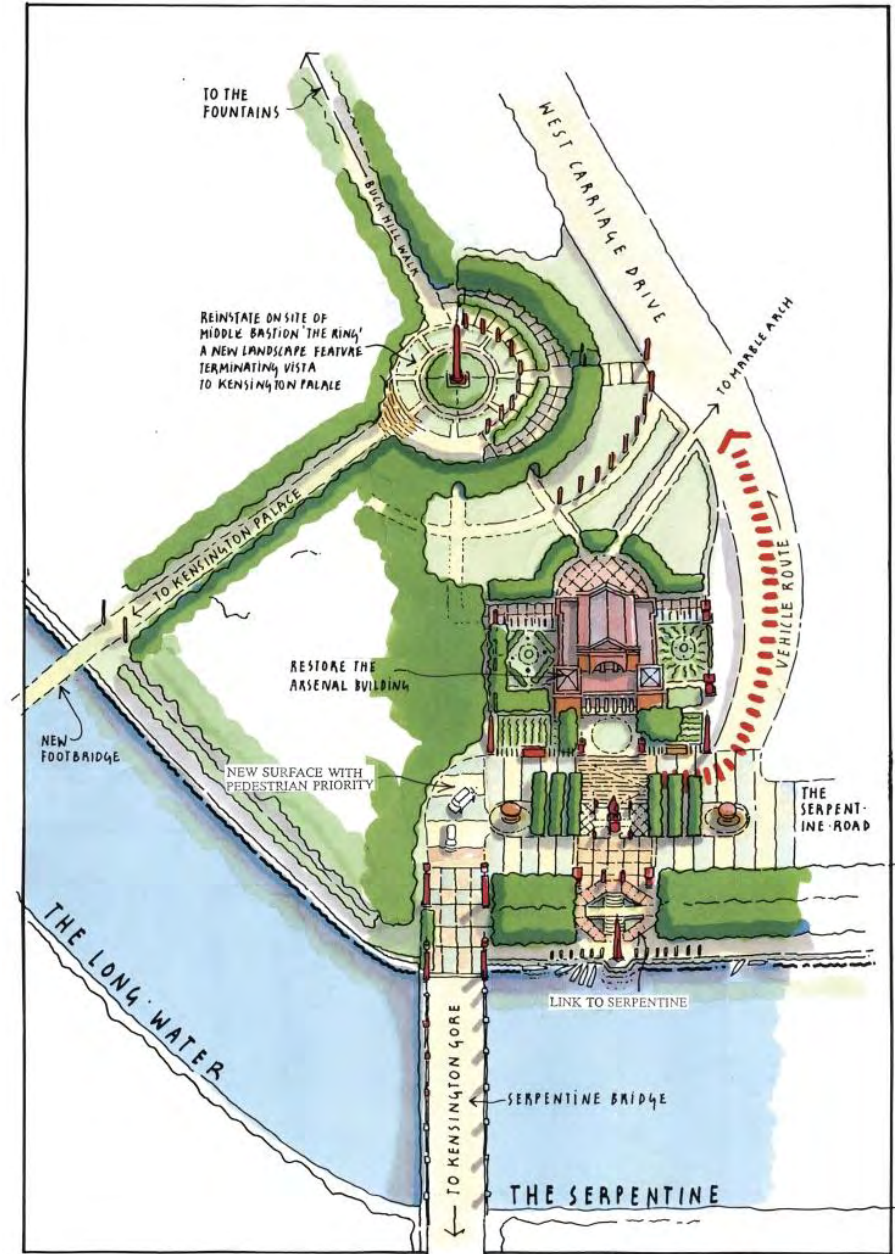 TO THE
FOUNTAINS
BUCK HILL WALK
WEST CARRIAGE DRIVE
REINSTATE ON SITE OF
MIDDLE BASTION 'THE RING'
A NEW LANDSCAPE FEATURE
TERMINATING VISTA
TO KENSINGTON PALACE
TO MARBLE ARCH
TO KENSINGTON PALACE
VEHICLE ROUTE
RESTORE THE
ARSENAL BUILDING
NEW
FOOTBRIDGE
NEW SURFACE WITH
PEDESTRIAN PRIORITY
THE
SERPENT-
INE·ROAD
THE LONG·WATER
LINK TO SERPENTINE
TO KENSINGTON GORE
SERPENTINE BRIDGE
THE SERPENTINE